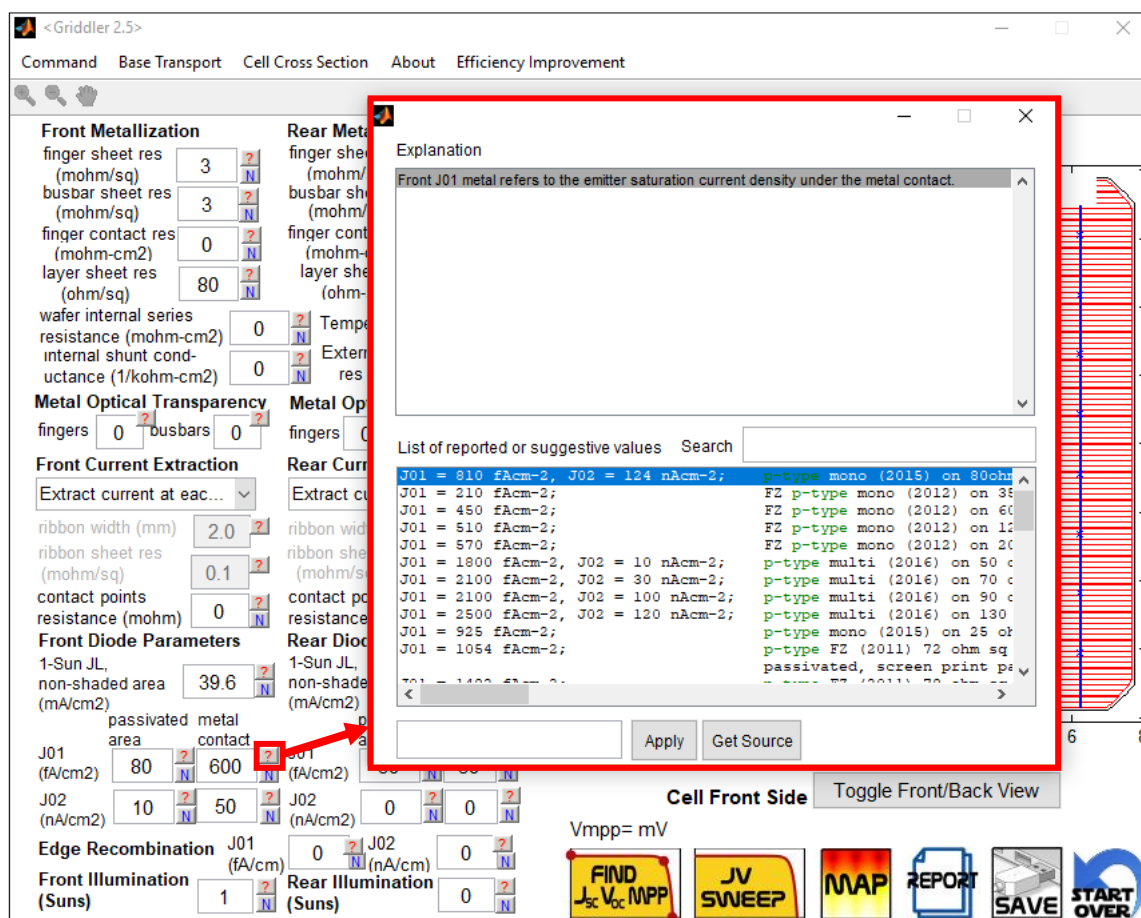 <Griddler 2.5>
Command Base Transport Cell Cross Section About Efficiency Improvement
Front Metallization
finger sheet res
(mohm/sq)
3
?
N
busbar sheet res
(mohm/sq)
3
?
N
finger contact res
(mohm-cm2)
0
?
N
layer sheet res
(ohm/sq)
80
?
N
wafer internal series
resistance (mohm-cm2)
0
?
N
internal shunt cond-
uctance (1/kohm-cm2)
0
?
N
Metal Optical Transparency
fingers 0 ? busbars 0 ?
Front Current Extraction
Extract current at eac...
ribbon width (mm) 2.0 ?
ribbon sheet res
(mohm/sq)
0.1 ?
contact points
resistance (mohm)
0
?
N
Front Diode Parameters
1-Sun JL,
non-shaded area
(mA/cm2)
39.6
?
N
passivated metal
area contact
J01
(fA/cm2)
80 ? N 600 ? N
J02
(nA/cm2)
10 ? N 50 ? N
Edge Recombination J01
(fA/cm)
0 ? N
J02
(nA/cm)
0 ? N
Front Illumination
(Suns)
1 ? N
Rear Illumination
(Suns)
0 ? N
Rear Meta
finger she
(mohm/
busbar sh
(mohm/
finger cont
(mohm-
layer she
(ohm-
Tempe
Extern
res
Metal Op
fingers
Rear Curr
Extract cu
ribbon wid
ribbon she
(mohm/s
contact po
resistance
Rear Diod
1-Sun JL,
non-shade
(mA/cm2)
J01
(fA/cm2)
N
N
J02
(nA/cm2)
0 ? N 0 ? N
Explanation
Front J01 metal refers to the emitter saturation current density under the metal contact.
List of reported or suggestive values Search
J01 = 810 fAcm-2, J02 = 124 nAcm-2; p-type mono (2015) on 80ohm
J01 = 210 fAcm-2; FZ p-type mono (2012) on 35
J01 = 450 fAcm-2; FZ p-type mono (2012) on 60
J01 = 510 fAcm-2; FZ p-type mono (2012) on 12
J01 = 570 fAcm-2; FZ p-type mono (2012) on 20
J01 = 1800 fAcm-2, J02 = 10 nAcm-2; p-type multi (2016) on 50 o
J01 = 2100 fAcm-2, J02 = 30 nAcm-2; p-type multi (2016) on 70 o
J01 = 2100 fAcm-2, J02 = 100 nAcm-2; p-type multi (2016) on 90 o
J01 = 2500 fAcm-2, J02 = 120 nAcm-2; p-type multi (2016) on 130
J01 = 925 fAcm-2; p-type mono (2015) on 25 oh
J01 = 1054 fAcm-2; p-type FZ (2011) 72 ohm sq
passivated, screen print pa
Apply Get Source
6 8
Cell Front Side Toggle Front/Back View
Vmpp= mV
FIND
Jsc Voc MPP
JV
SWEEP
MAP
REPORT
SAVE
START
OVER